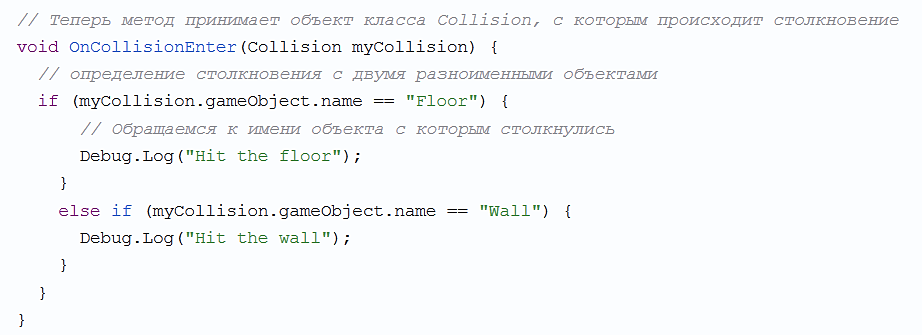 // Теперь метод принимает объект класса Collision, с которым происходит столкновение
void OnCollisionEnter(Collision myCollision) {
  // определение столкновения с двумя разноименными объектами
  if (myCollision.gameObject.name == "Floor") {
      // Обращаемся к имени объекта с которым столкнулись
      Debug.Log("Hit the floor");
    }
    else if (myCollision.gameObject.name == "Wall") {
      Debug.Log("Hit the wall");
    }
  }
}